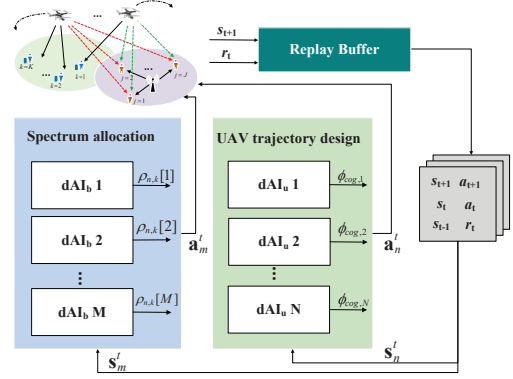 ...
s_{t+1}
r_t
Replay Buffer
k=K
...
k=2
k=1
j=2
...
j=J
j=1
Spectrum allocation
UAV trajectory design
dAI_b 1
ρ_{n,k}[1]
dAI_u 1
ϕ_{cog,1}
dAI_b 2
ρ_{n,k}[2]
dAI_u 2
ϕ_{cog,2}
a_m^t
a_n^t
⋮
⋮
dAI_b M
ρ_{n,k}[M]
dAI_u N
ϕ_{cog,N}
s_{t+1} a_{t+1}
s_t a_t
s_{t-1} r_t
s_m^t
s_n^t